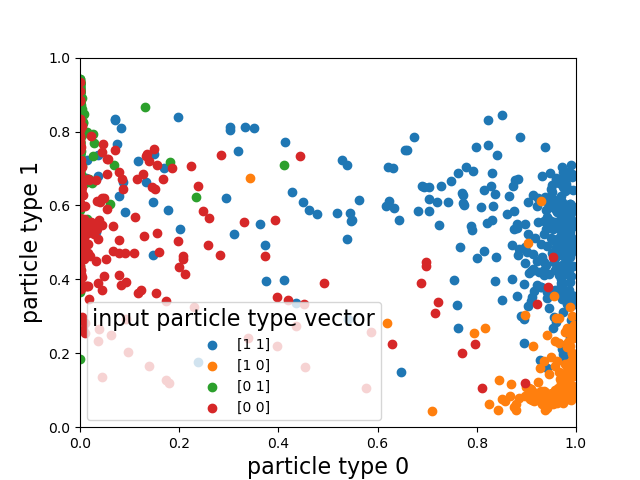 1.0
0.8
0.6
0.4
0.2
0.0
particle type 1
input particle type vector
[1 1]
[1 0]
[0 1]
[0 0]
0.0 0.2 0.4 0.6 0.8 1.0
particle type 0